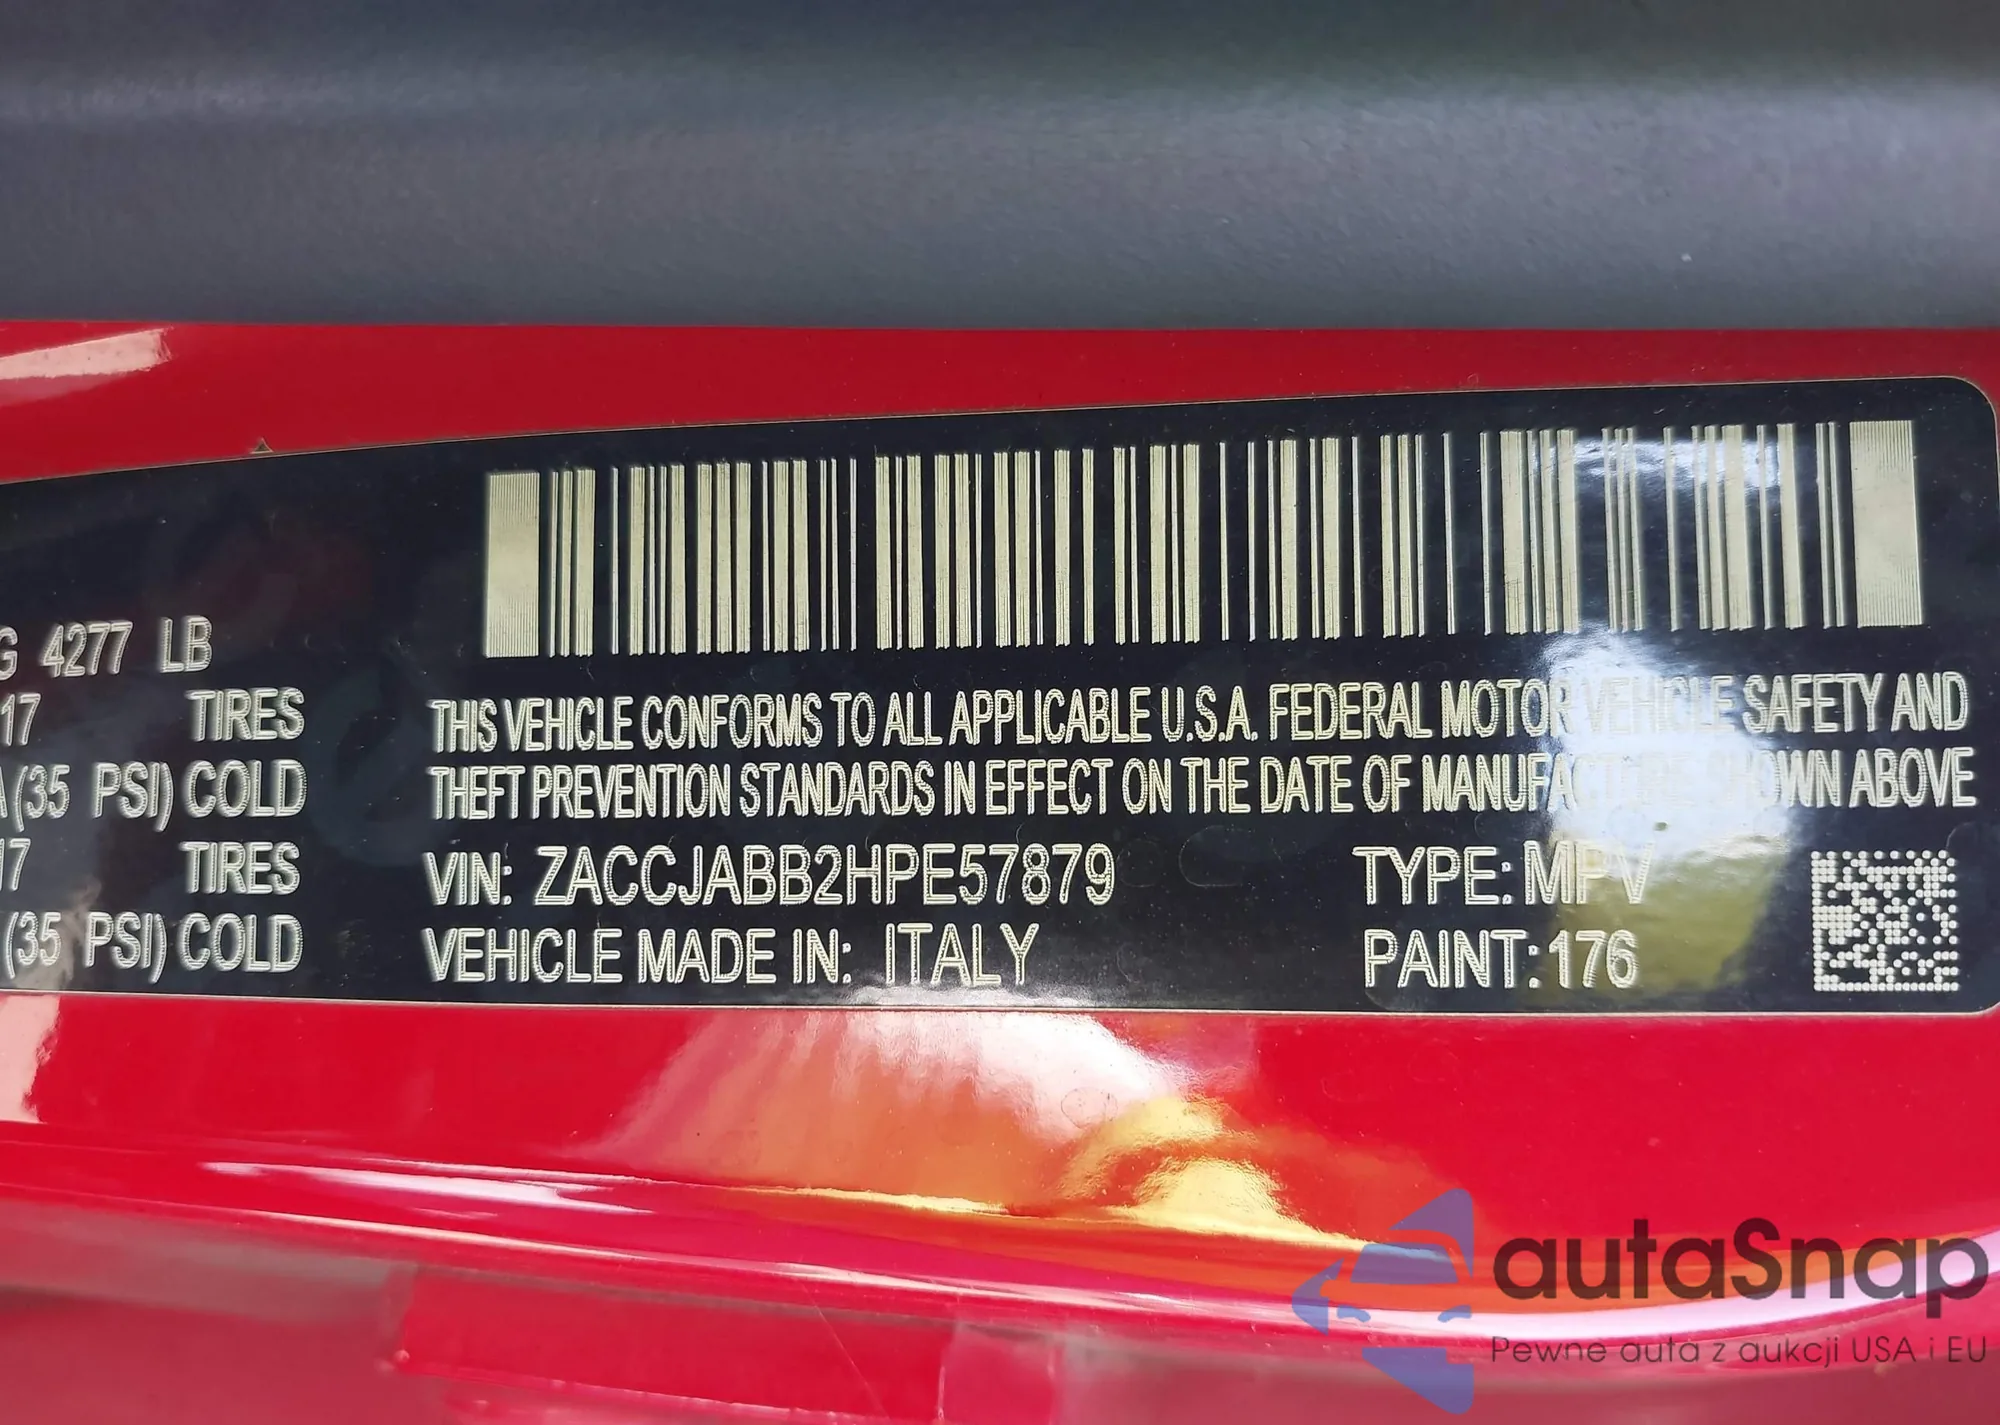 G 4277 LB
17 TIRES
(35 PSI) COLD
17 TIRES
(35 PSI) COLD
THIS VEHICLE CONFORMS TO ALL APPLICABLE U.S.A. FEDERAL MOTOR VEHICLE SAFETY AND
THEFT PREVENTION STANDARDS IN EFFECT ON THE DATE OF MANUFACTURE SHOWN ABOVE
VIN: ZACCJABB2HPE57879 TYPE: MPV
VEHICLE MADE IN: ITALY PAINT: 176
autaSnap
Pewne auta z aukcji USA i EU